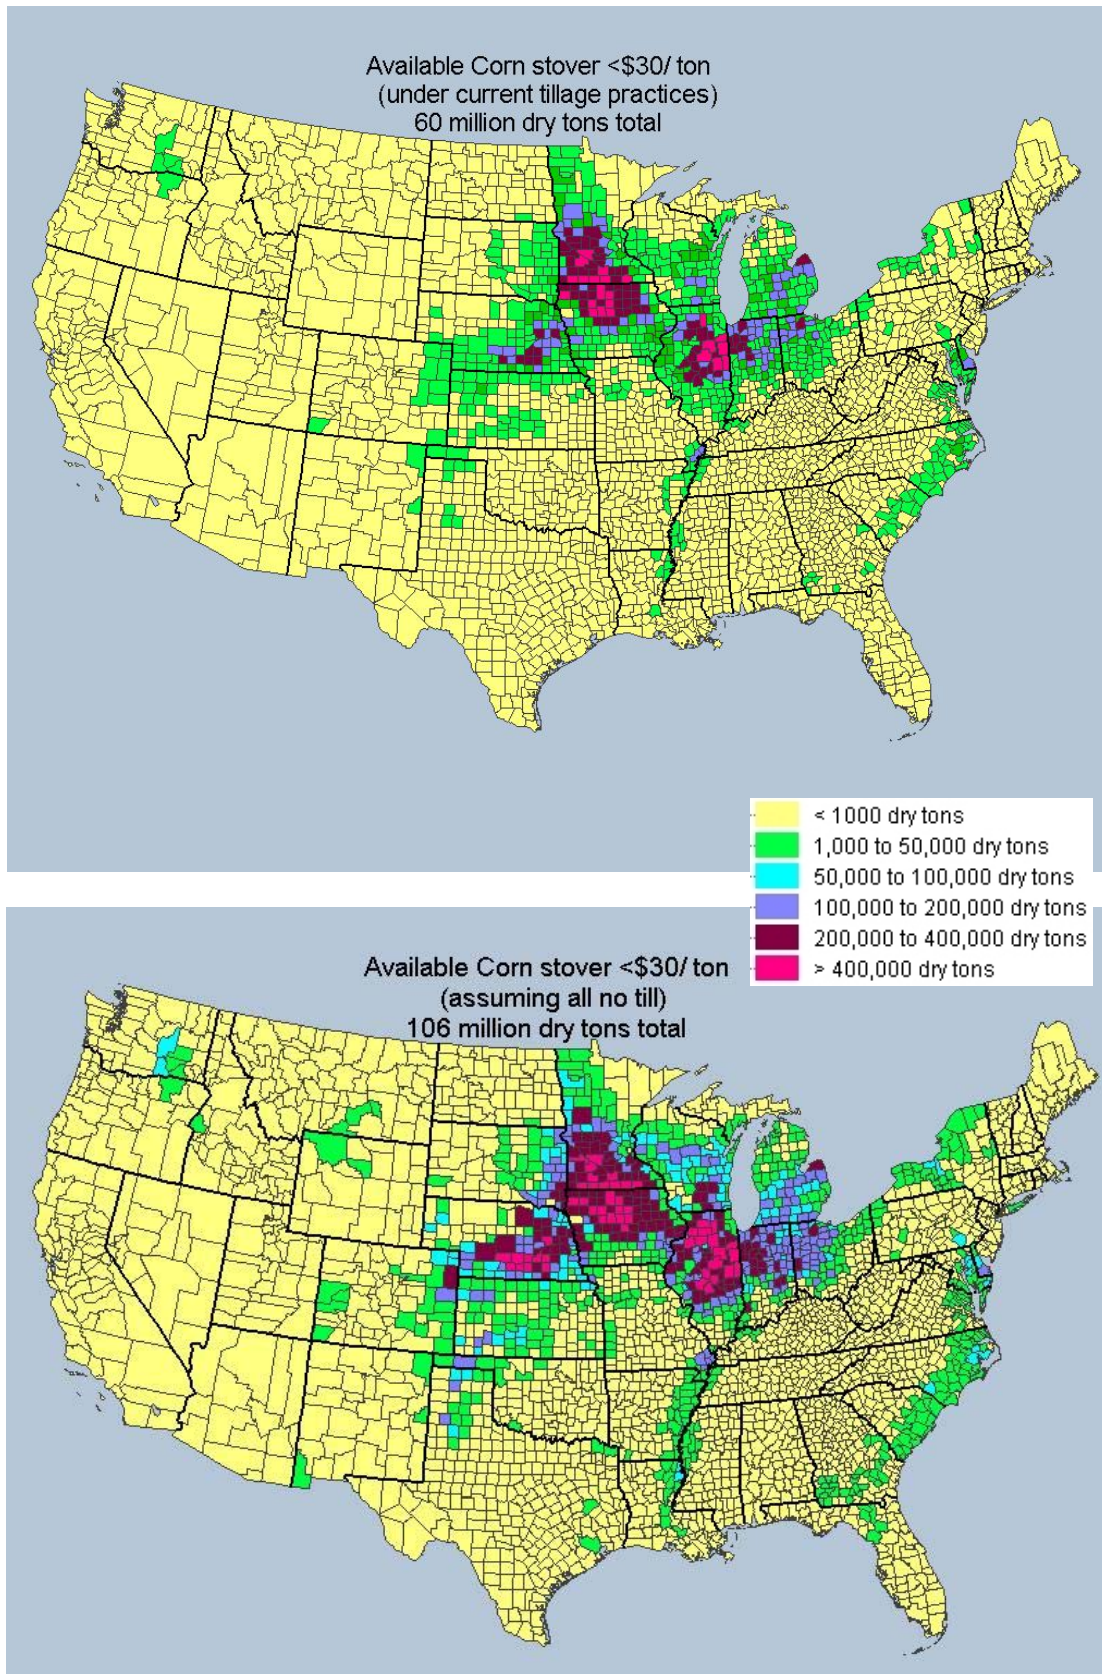 Available Corn stover <$30/ ton
(under current tillage practices)
60 million dry tons total
< 1000 dry tons
1,000 to 50,000 dry tons
50,000 to 100,000 dry tons
100,000 to 200,000 dry tons
200,000 to 400,000 dry tons
> 400,000 dry tons
Available Corn stover <$30/ ton
(assuming all no till)
106 million dry tons total